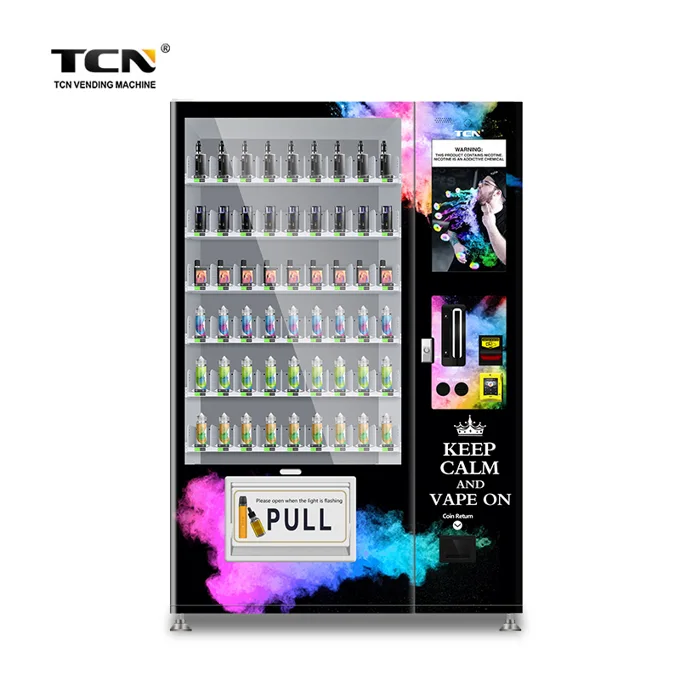 TCN®
TCN VENDING MACHINE
TCN
WARNING:
THIS PRODUCT CONTAINS NICOTINE.
NICOTINE IS AN ADDICTIVE CHEMICAL
KEEP
CALM
AND
VAPE ON
Coin Return
Please open when the light is flashing
PULL